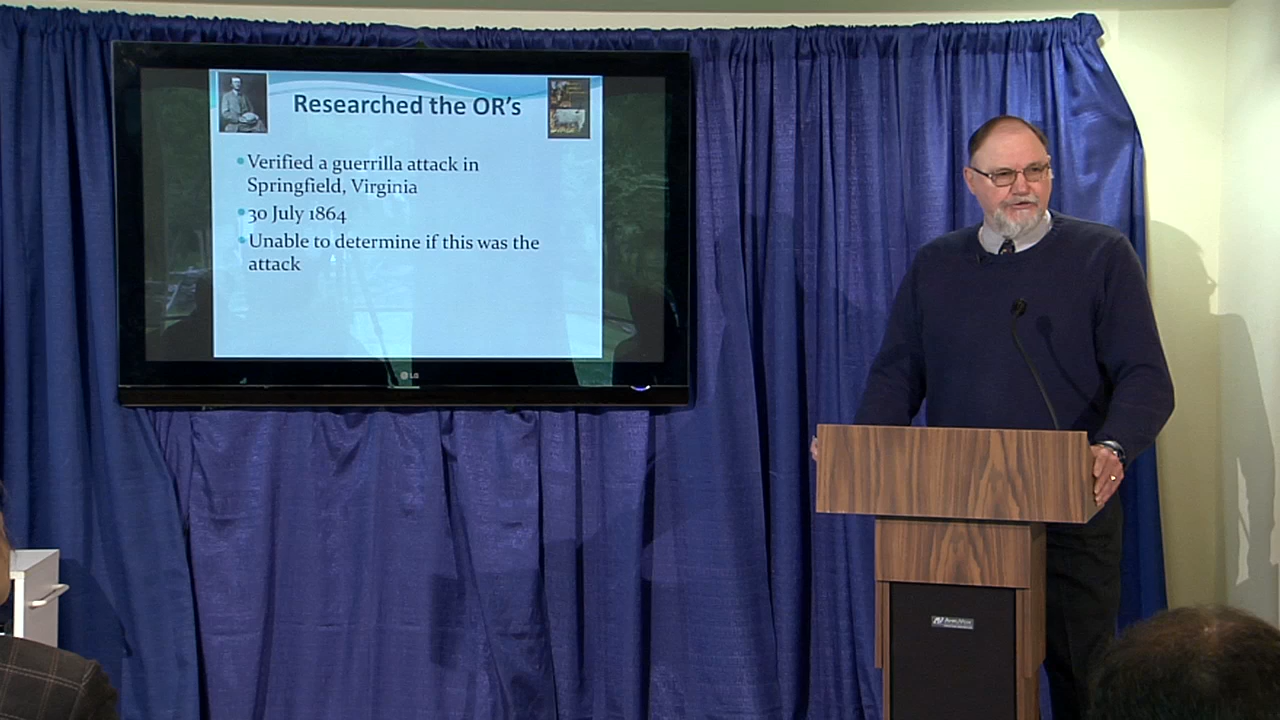 Researched the OR's
• Verified a guerrilla attack in
Springfield, Virginia
• 30 July 1864
• Unable to determine if this was the
attack
LG
AmpliVox